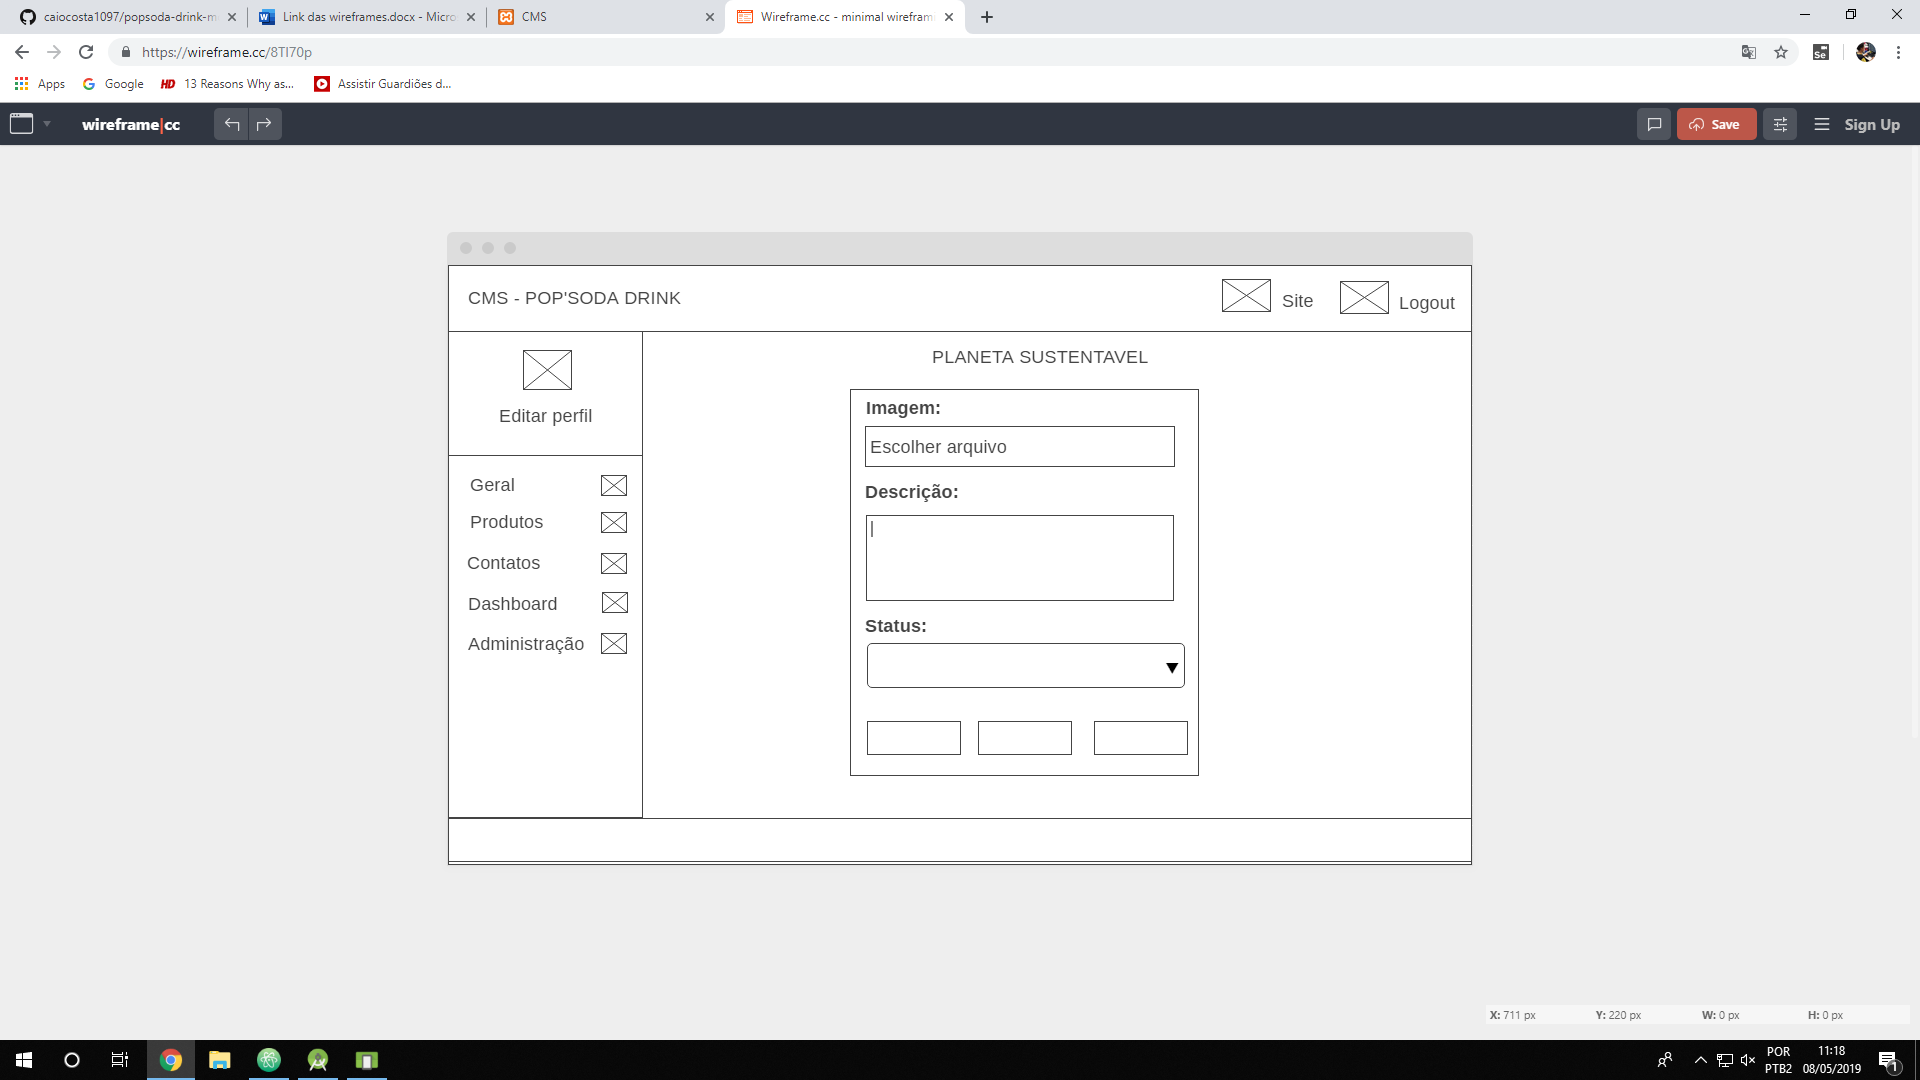 caiocosta1097/popsoda-drink-m
Link das wireframes.docx - Micro
CMS
Wireframe.cc - minimal wirefram
https://wireframe.cc/8TI70p
Apps
Google
HD 13 Reasons Why as...
Assistir Guardiões d...
wireframe|cc
Save
Sign Up
CMS - POP'SODA DRINK
Site
Logout
Editar perfil
Geral
Produtos
Contatos
Dashboard
Administração
PLANETA SUSTENTAVEL
Imagem:
Escolher arquivo
Descrição:
Status:
X: 711 px Y: 220 px W: 0 px H: 0 px
POR
PTB2
11:18
08/05/2019
1